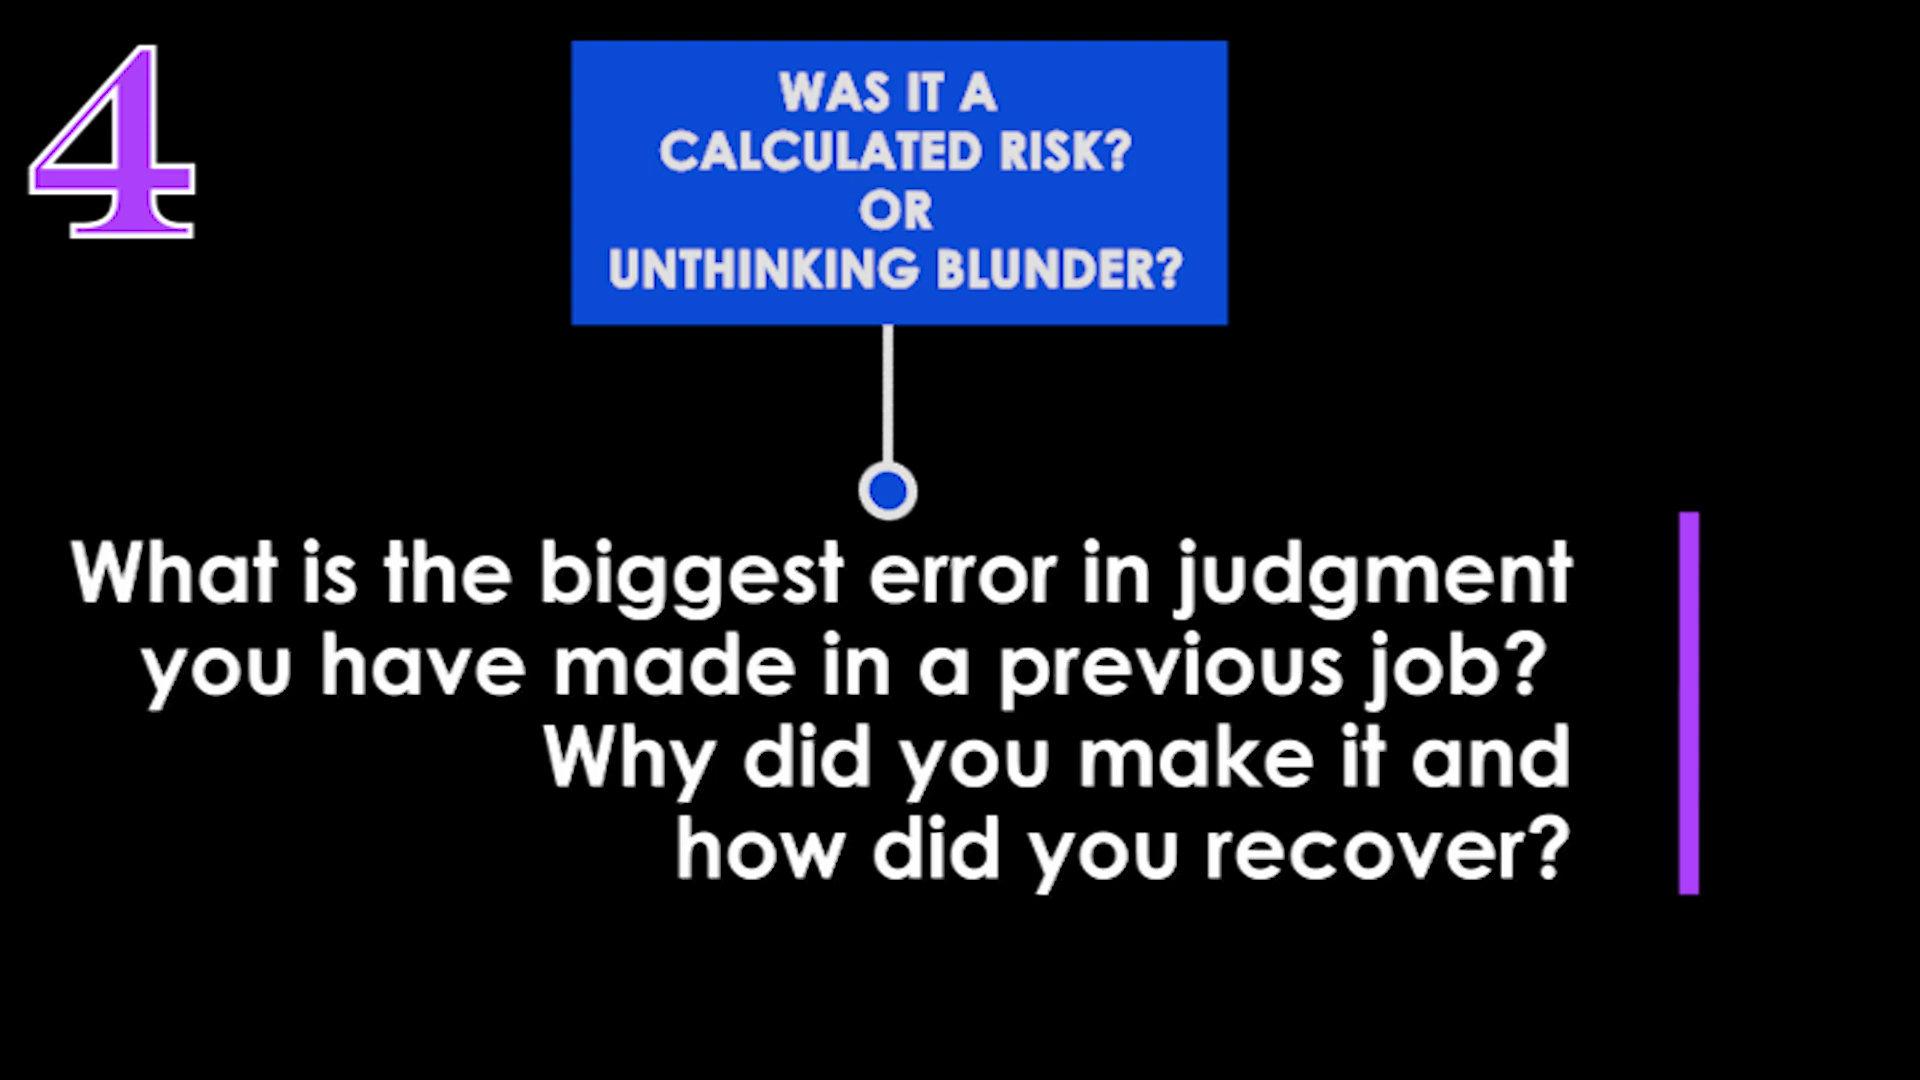 4
WAS IT A
CALCULATED RISK?
OR
UNTHINKING BLUNDER?
What is the biggest error in judgment
you have made in a previous job?
Why did you make it and
how did you recover?